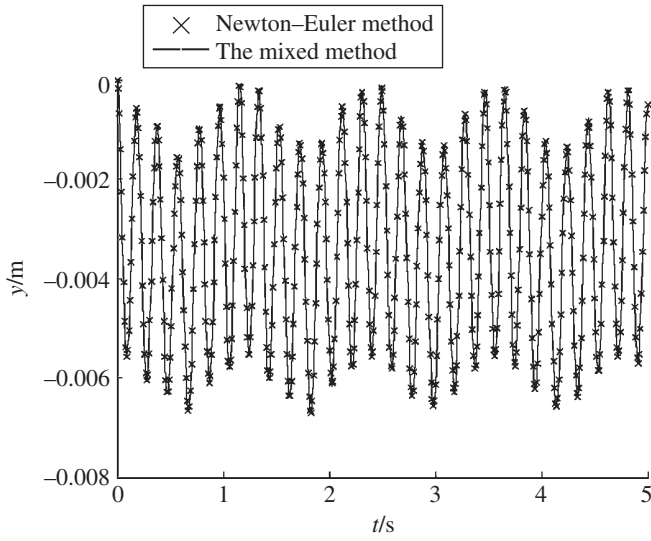 Newton–Euler method
The mixed method
0
–0.002
–0.004
–0.006
–0.008
y/m
0
1
2
3
4
5
t/s